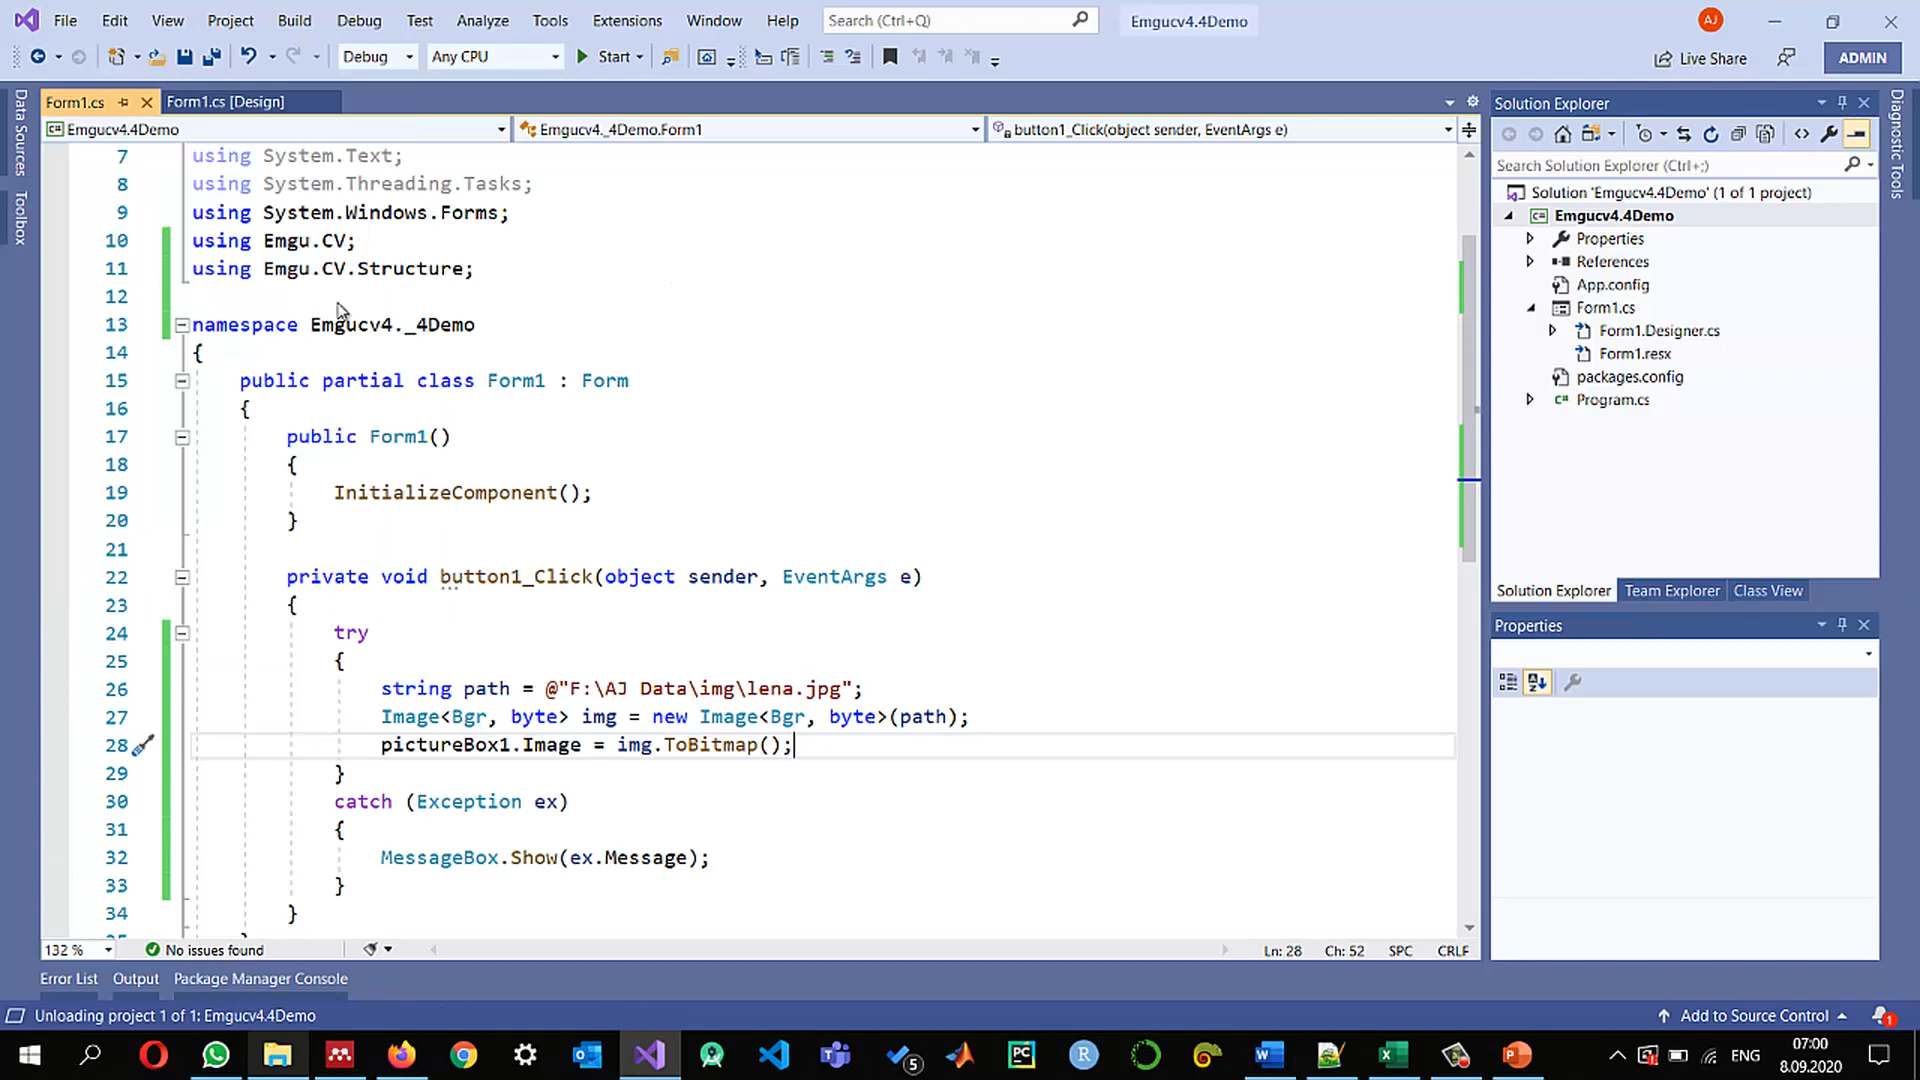 File Edit View Project Build Debug Test Analyze Tools Extensions Window Help Search (Ctrl+Q) Emgucv4.4Demo AJ
Debug Any CPU Start Live Share ADMIN
Data Sources
Toolbox
Form1.cs Form1.cs [Design]
Emgucv4.4Demo Emgucv4._4Demo.Form1 button1_Click(object sender, EventArgs e)
7 using System.Text;
8 using System.Threading.Tasks;
9 using System.Windows.Forms;
10 using Emgu.CV;
11 using Emgu.CV.Structure;
12
13 namespace Emgucv4._4Demo
14 {
15 public partial class Form1 : Form
16 {
17 public Form1()
18 {
19 InitializeComponent();
20 }
21
22 private void button1_Click(object sender, EventArgs e)
23 {
24 try
25 {
26 string path = @"F:\AJ Data\img\lena.jpg";
27 Image<Bgr, byte> img = new Image<Bgr, byte>(path);
28 pictureBox1.Image = img.ToBitmap();
29 }
30 catch (Exception ex)
31 {
32 MessageBox.Show(ex.Message);
33 }
34 }
132 % No issues found Ln: 28 Ch: 52 SPC CRLF
Error List Output Package Manager Console
Solution Explorer
Search Solution Explorer (Ctrl+;)
Solution 'Emgucv4.4Demo' (1 of 1 project)
C# Emgucv4.4Demo
Properties
References
App.config
Form1.cs
Form1.Designer.cs
Form1.resx
packages.config
C# Program.cs
Solution Explorer Team Explorer Class View
Properties
Diagnostic Tools
Unloading project 1 of 1: Emgucv4.4Demo Add to Source Control 1
5 PC R ENG 07:00
8.09.2020